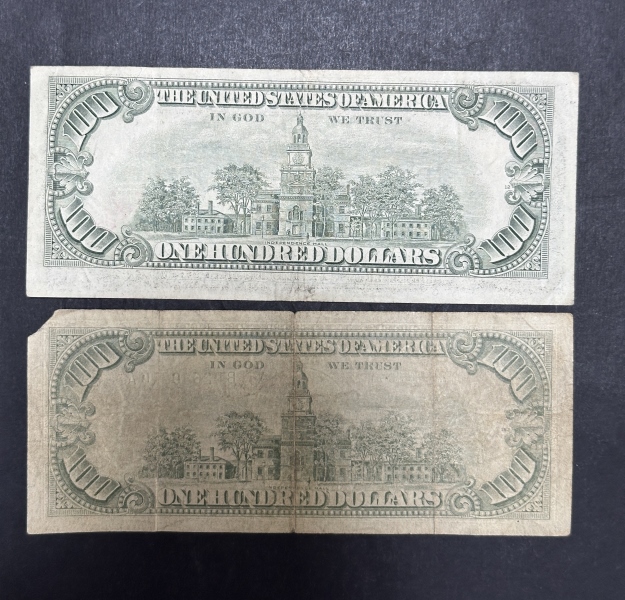 100 THE UNITED STATES OF AMERICA 100
IN GOD WE TRUST
INDEPENDENCE HALL
100 ONE HUNDRED DOLLARS 100
100 THE UNITED STATES OF AMERICA 100
IN GOD WE TRUST
100 ONE HUNDRED DOLLARS 100